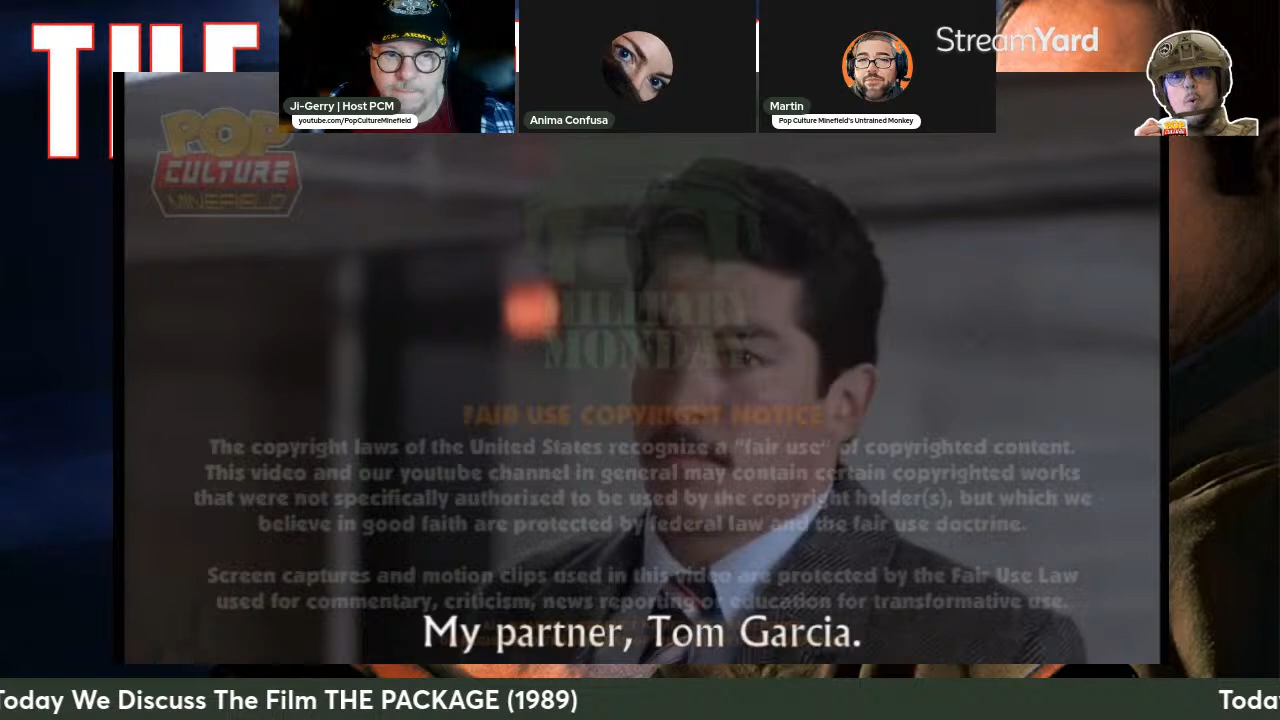 THE
StreamYard
Ji-Gerry | Host PCM
youtube.com/PopCultureMinefield
Anima Confusa
Martin
Pop Culture Minefield's Untrained Monkey
POP
CULTURE
MINEFIELD
MILITARY
MONDAY
FAIR USE COPYRIGHT NOTICE
The copyright laws of the United States recognize a "fair use" of copyrighted content.
This video and our youtube channel in general may contain certain copyrighted works
that were not specifically authorised to be used by the copyright holder(s), but which we
believe in good faith are protected by federal law and the fair use doctrine.
Screen captures and motion clips used in this video are protected by the Fair Use Law
used for commentary, criticism, news reporting or education for transformative use.
My partner, Tom Garcia.
Today We Discuss The Film THE PACKAGE (1989)
Today